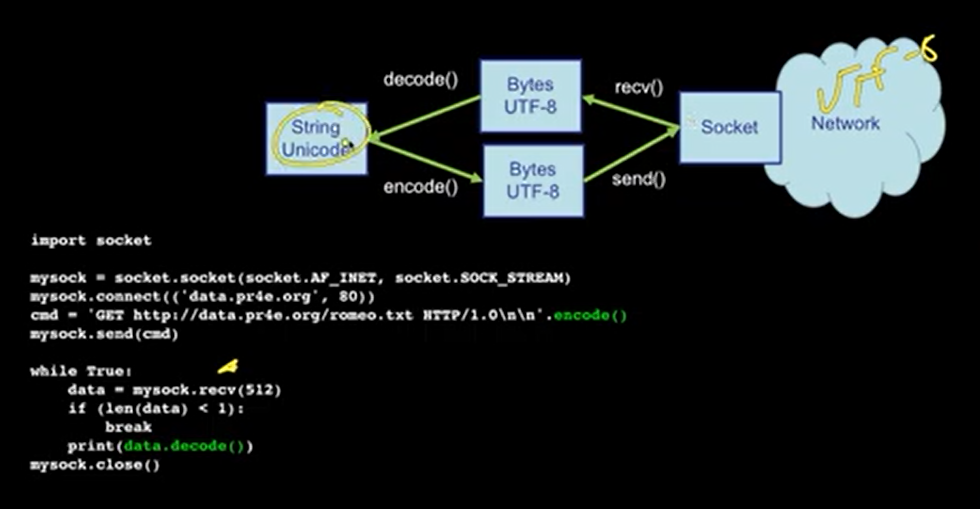 decode()
Bytes
UTF-8
recv()
String
Unicode
Socket
Network
encode()
Bytes
UTF-8
send()
import socket
mysock = socket.socket(socket.AF_INET, socket.SOCK_STREAM)
mysock.connect(('data.pr4e.org', 80))
cmd = 'GET http://data.pr4e.org/romeo.txt HTTP/1.0\n\n'.encode()
mysock.send(cmd)
while True:
    data = mysock.recv(512)
    if (len(data) < 1):
        break
    print(data.decode())
mysock.close()